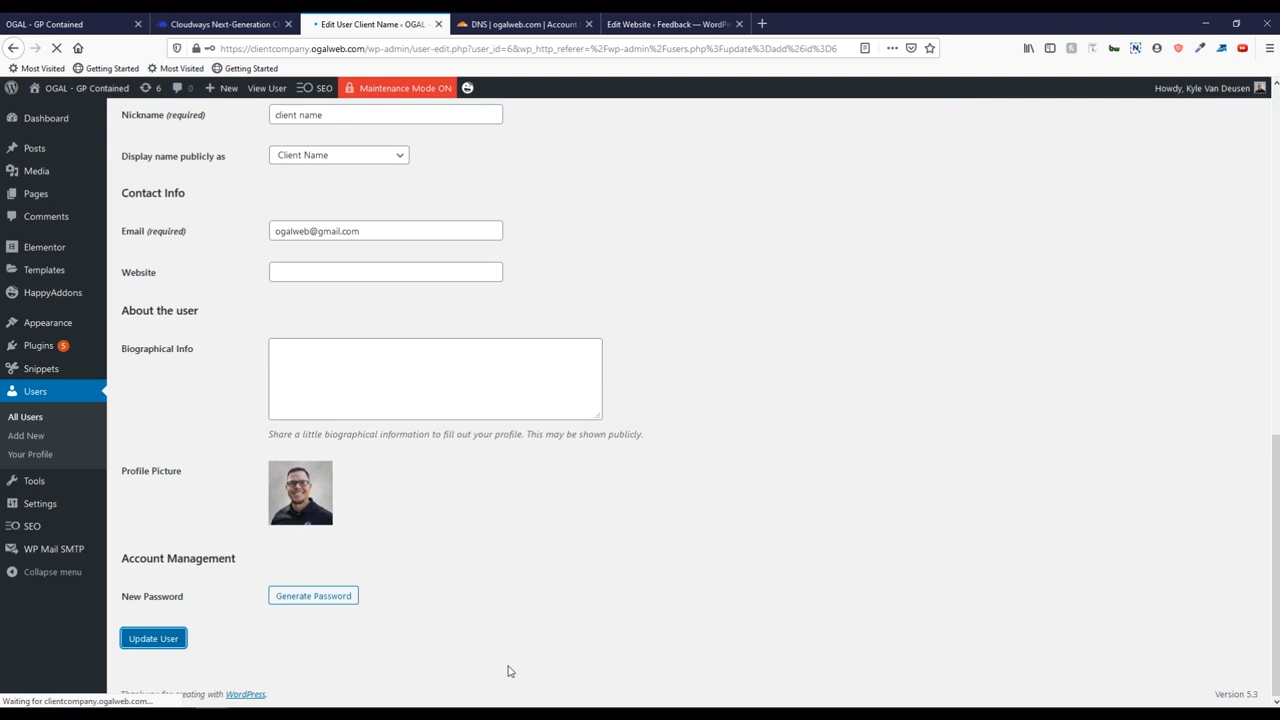 OGAL - GP Contained
Cloudways Next-Generation C
Edit User Client Name ‹ OGAL -
DNS | ogalweb.com | Account
Edit Website ‹ Feedback — WordPr
https://clientcompany.ogalweb.com/wp-admin/user-edit.php?user_id=6&wp_http_referer=%2Fwp-admin%2Fusers.php%3Fupdate%3Dadd%26id%3D6
Most Visited
Getting Started
Most Visited
Getting Started
OGAL - GP Contained
6
0
New
View User
SEO
Maintenance Mode ON
Howdy, Kyle Van Deusen
Dashboard
Posts
Media
Pages
Comments
Elementor
Templates
HappyAddons
Appearance
Plugins 5
Snippets
Users
All Users
Add New
Your Profile
Tools
Settings
SEO
WP Mail SMTP
Collapse menu
Nickname (required)
client name
Display name publicly as
Client Name
Contact Info
Email (required)
ogalweb@gmail.com
Website
About the user
Biographical Info
Share a little biographical information to fill out your profile. This may be shown publicly.
Profile Picture
Account Management
New Password
Generate Password
Update User
Thank you for creating with WordPress.
Version 5.3
Waiting for clientcompany.ogalweb.com...